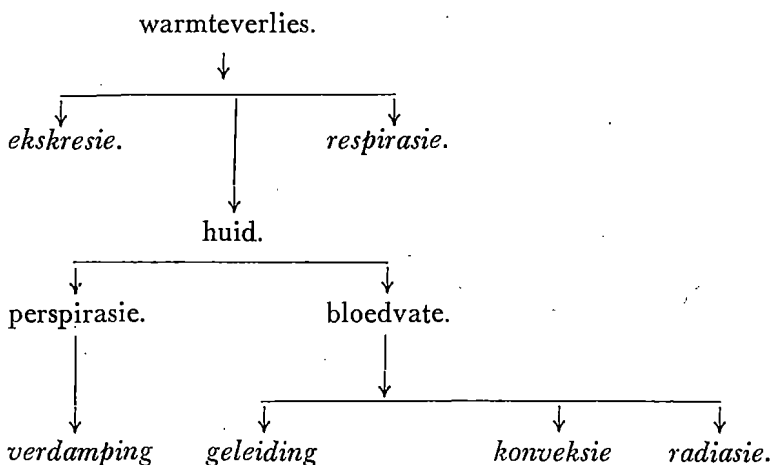 warmteverlies.
ekskresie. respirasie.
huid.
perspirasie. bloedvate.
verdamping geleiding konveksie radiasie.